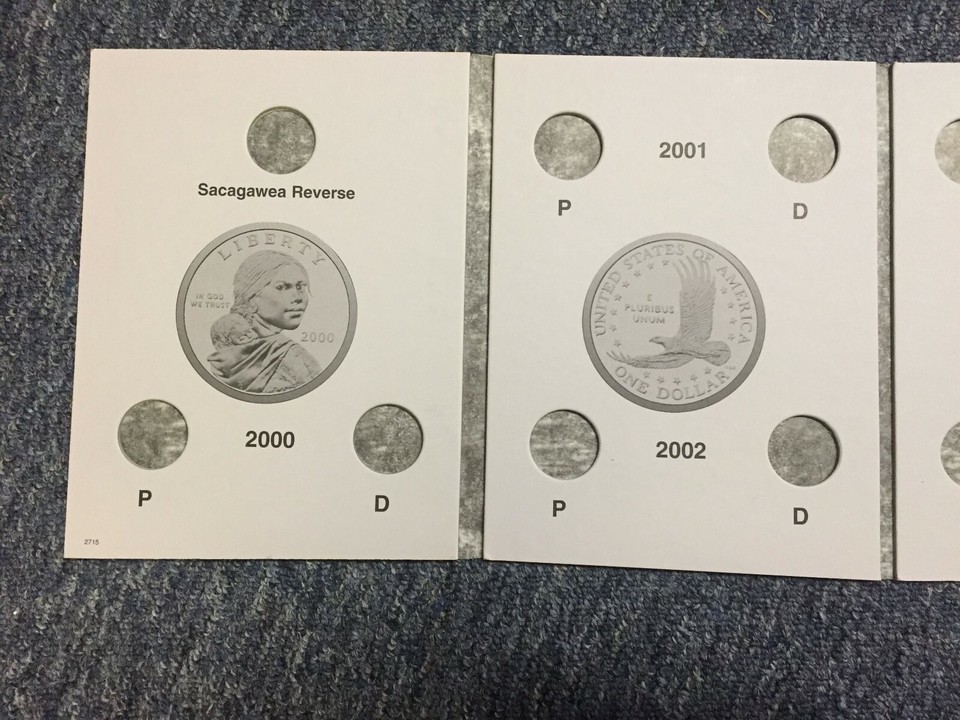 Sacagawea Reverse
LIBERTY
IN GOD
WE TRUST
2000
P
2000
D
2715
P
2001
D
UNITED STATES OF AMERICA
E
PLURIBUS
UNUM
ONE DOLLAR
P
2002
D